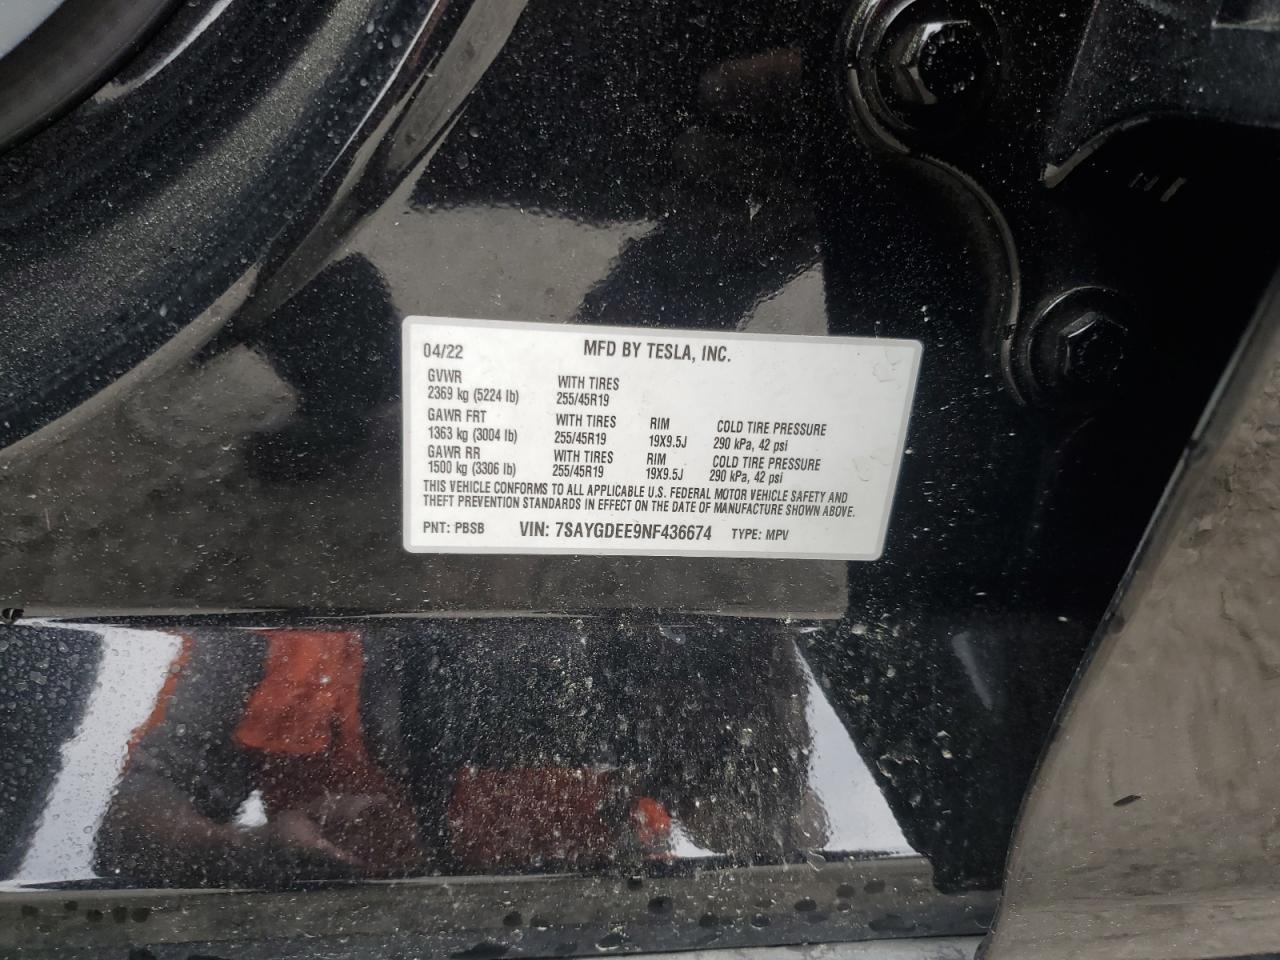 04/22 MFD BY TESLA, INC.
GVWR WITH TIRES
2369 kg (5224 lb) 255/45R19
GAWR FRT WITH TIRES RIM COLD TIRE PRESSURE
1363 kg (3004 lb) 255/45R19 19X9.5J 290 kPa, 42 psi
GAWR RR WITH TIRES RIM COLD TIRE PRESSURE
1500 kg (3306 lb) 255/45R19 19X9.5J 290 kPa, 42 psi
THIS VEHICLE CONFORMS TO ALL APPLICABLE U.S. FEDERAL MOTOR VEHICLE SAFETY AND
THEFT PREVENTION STANDARDS IN EFFECT ON THE DATE OF MANUFACTURE SHOWN ABOVE.
PNT: PBSB VIN: 7SAYGDEE9NF436674 TYPE: MPV